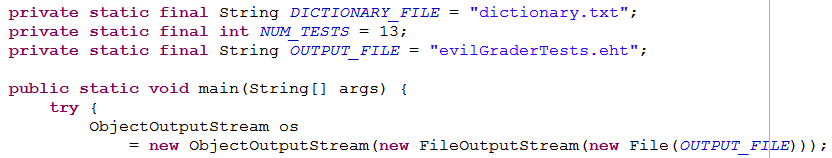 private static final String DICTIONARY_FILE = "dictionary.txt";
private static final int NUM_TESTS = 13;
private static final String OUTPUT_FILE = "evilGraderTests.eht";
public static void main(String[] args) {
try {
ObjectOutputStream os
= new ObjectOutputStream(new FileOutputStream(new File(OUTPUT_FILE)));